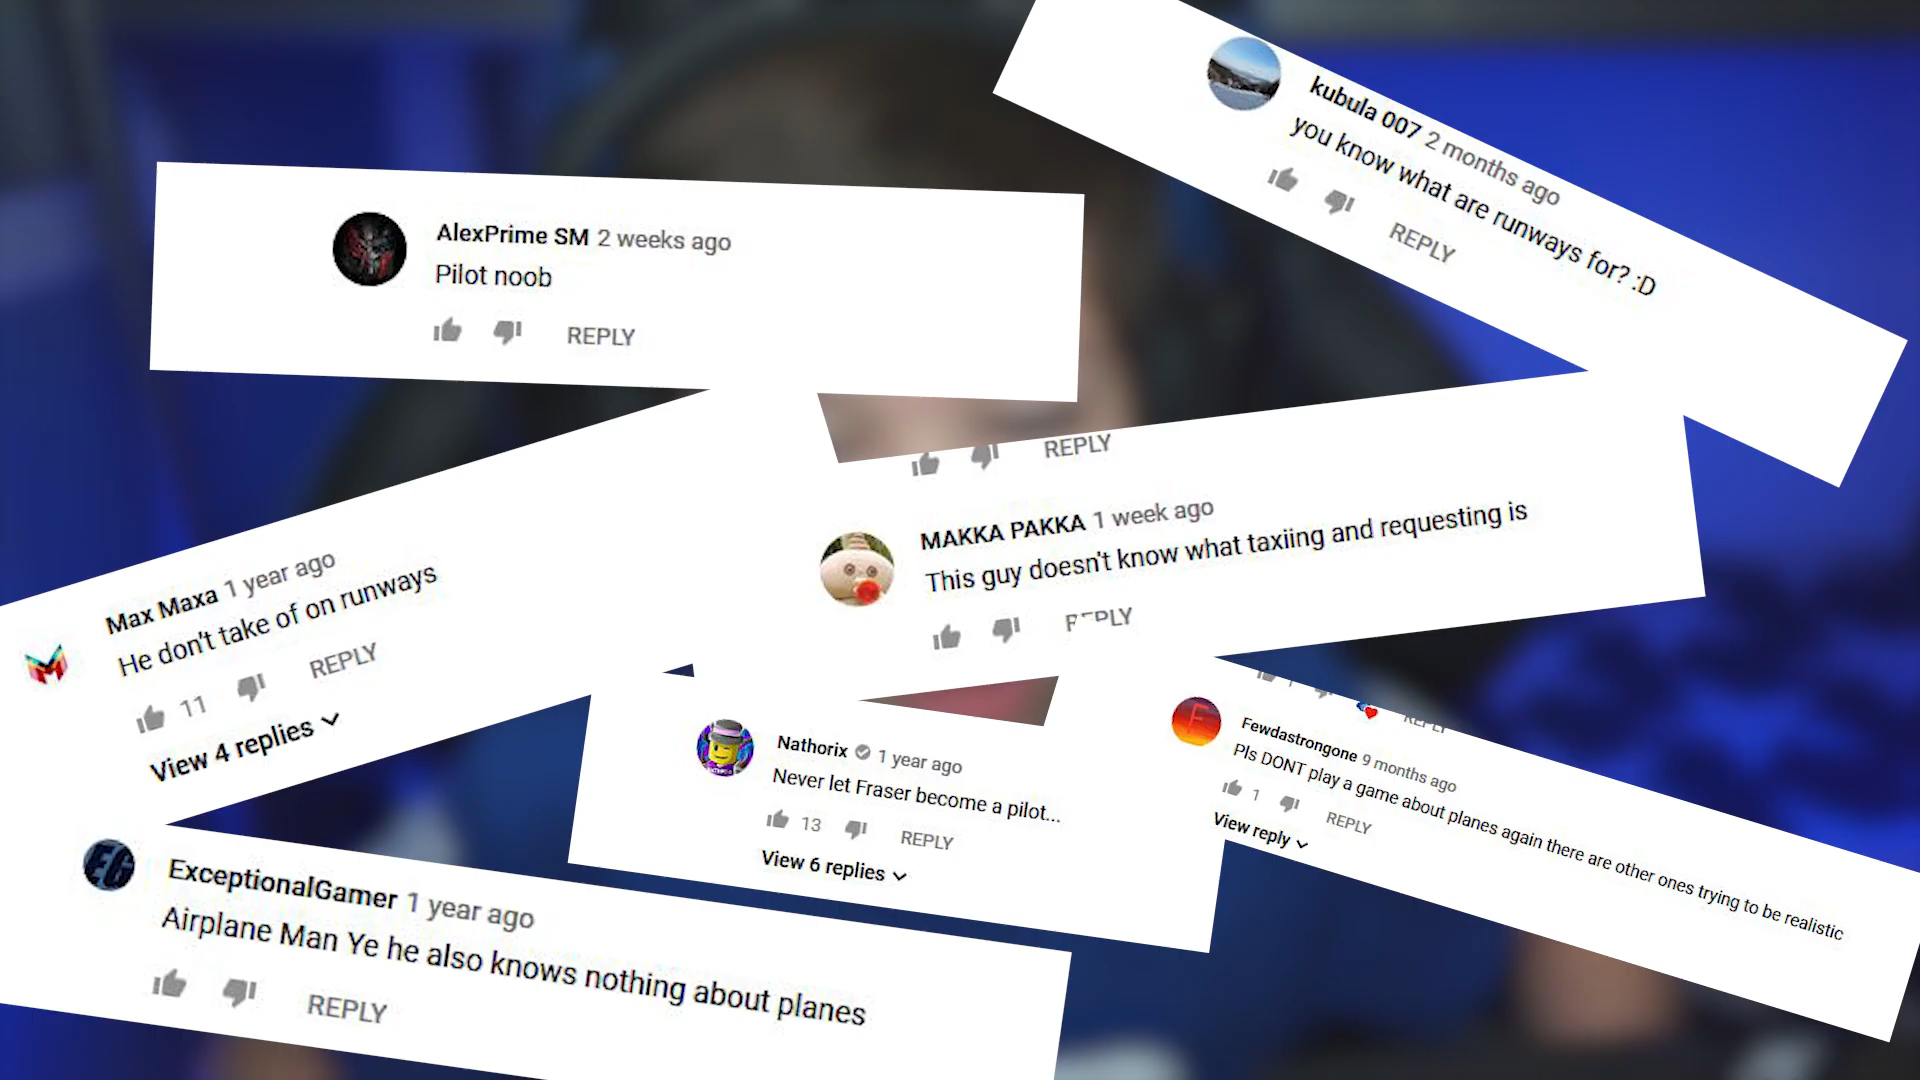 kubula 007 2 months ago
you know what are runways for? :D
REPLY
AlexPrime SM 2 weeks ago
Pilot noob
REPLY
REPLY
MAKKA PAKKA 1 week ago
This guy doesn't know what taxiing and requesting is
REPLY
Max Maxa 1 year ago
He don't take of on runways
11 REPLY
View 4 replies
REPLY
Fewdastrongone 9 months ago
Pls DONT play a game about planes again there are other ones trying to be realistic
1 REPLY
View reply
Nathorix 1 year ago
Never let Fraser become a pilot...
13 REPLY
View 6 replies
EG
ExceptionalGamer 1 year ago
Airplane Man Ye he also knows nothing about planes
REPLY